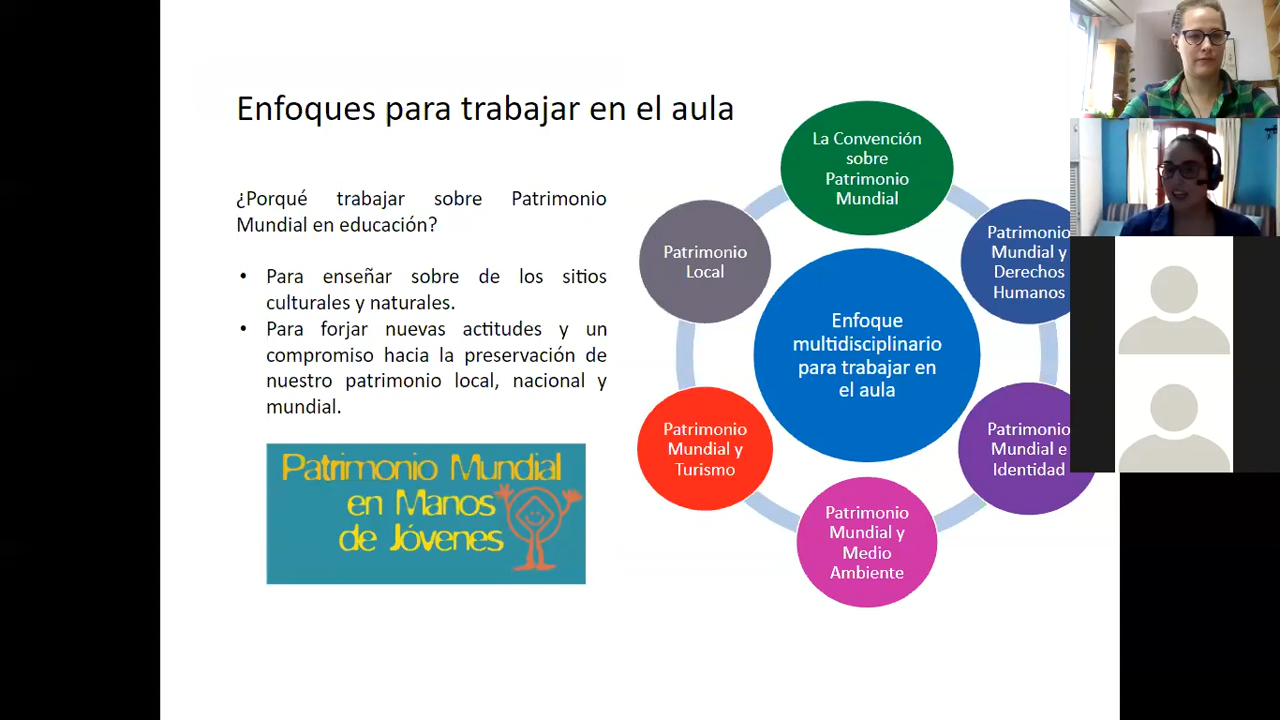 Enfoques para trabajar en el aula
¿Porqué trabajar sobre Patrimonio
Mundial en educación?
• Para enseñar sobre de los sitios
culturales y naturales.
• Para forjar nuevas actitudes y un
compromiso hacia la preservación de
nuestro patrimonio local, nacional y
mundial.
Patrimonio Mundial
en Manos
de Jóvenes
La Convención
sobre
Patrimonio
Mundial
Patrimonio
Mundial y
Derechos
Humanos
Patrimonio
Mundial e
Identidad
Patrimonio
Mundial y
Medio
Ambiente
Patrimonio
Mundial y
Turismo
Patrimonio
Local
Enfoque
multidisciplinario
para trabajar en
el aula